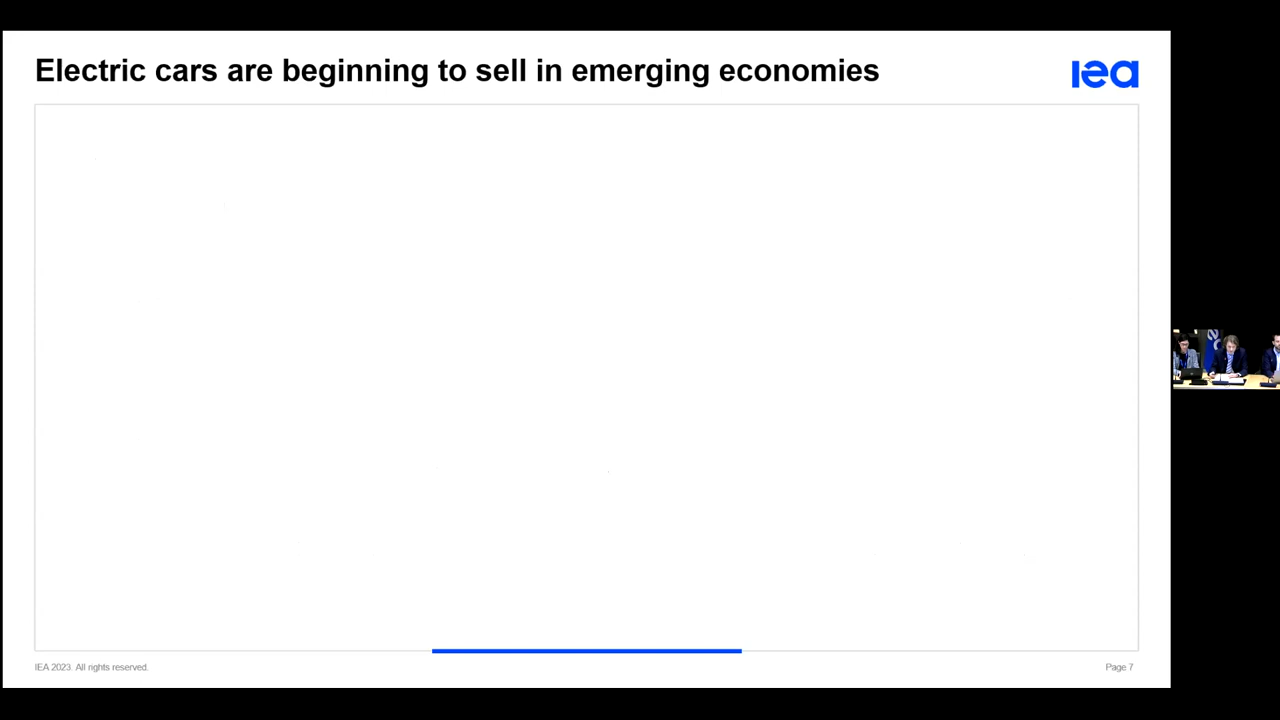 Electric cars are beginning to sell in emerging economies
iea
IEA 2023. All rights reserved.
Page 7